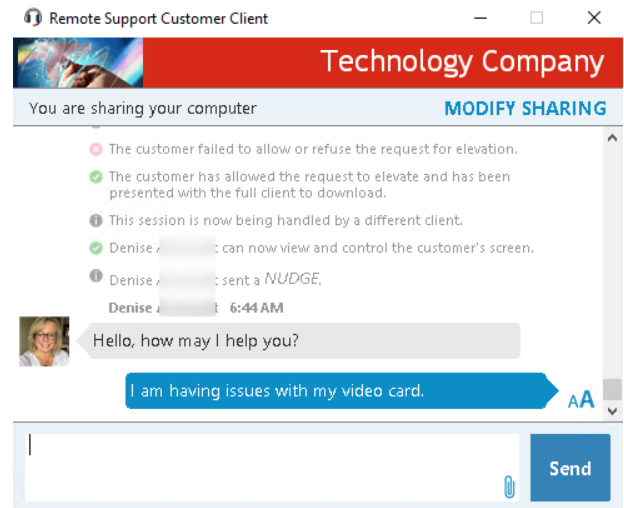 Remote Support Customer Client
Technology Company
You are sharing your computer
MODIFY SHARING
The customer failed to allow or refuse the request for elevation.
The customer has allowed the request to elevate and has been
presented with the full client to download.
This session is now being handled by a different client.
Denise can now view and control the customer's screen.
Denise sent a NUDGE.
Denise 6:44 AM
Hello, how may I help you?
I am having issues with my video card.
AA
Send